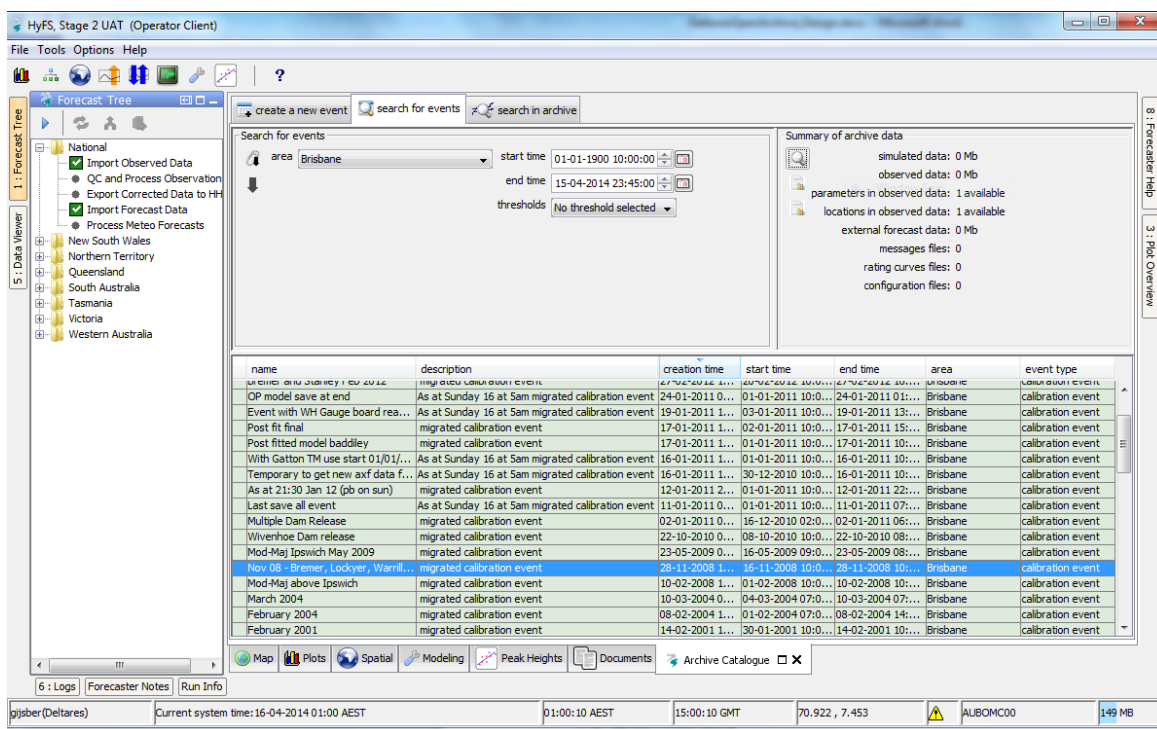 HyFS, Stage 2 UAT (Operator Client)
File Tools Options Help
?
1 : Forecast Tree
5 : Data Viewer
Forecast Tree
National
Import Observed Data
QC and Process Observation
Export Corrected Data to HH
Import Forecast Data
Process Meteo Forecasts
New South Wales
Northern Territory
Queensland
South Australia
Tasmania
Victoria
Western Australia
create a new event search for events search in archive
Search for events
area Brisbane
start time 01-01-1900 10:00:00
end time 15-04-2014 23:45:00
thresholds No threshold selected
Summary of archive data
simulated data: 0 Mb
observed data: 0 Mb
parameters in observed data: 1 available
locations in observed data: 1 available
external forecast data: 0 Mb
messages files: 0
rating curves files: 0
configuration files: 0
8 : Forecaster Help
3 : Plot Overview
name description creation time start time end time area event type
Bremer and Stanley Feb 2012 migrated calibration event 27-02-2012 1... 20-02-2012 10:0... 27-02-2012 10:... Brisbane calibration event
OP model save at end As at Sunday 16 at 5am migrated calibration event 24-01-2011 0... 01-01-2011 10:0... 24-01-2011 01:... Brisbane calibration event
Event with WH Gauge board rea... As at Sunday 16 at 5am migrated calibration event 19-01-2011 1... 03-01-2011 10:0... 19-01-2011 13:... Brisbane calibration event
Post fit final migrated calibration event 17-01-2011 1... 02-01-2011 10:0... 17-01-2011 15:... Brisbane calibration event
Post fitted model baddiley migrated calibration event 17-01-2011 1... 01-01-2011 10:0... 17-01-2011 10:... Brisbane calibration event
With Gatton TM use start 01/01/... As at Sunday 16 at 5am migrated calibration event 16-01-2011 1... 01-01-2011 10:0... 16-01-2011 10:... Brisbane calibration event
Temporary to get new axf data f... As at Sunday 16 at 5am migrated calibration event 16-01-2011 1... 30-12-2010 10:0... 16-01-2011 10:... Brisbane calibration event
As at 21:30 Jan 12 (pb on sun) migrated calibration event 12-01-2011 2... 01-01-2011 10:0... 12-01-2011 22:... Brisbane calibration event
Last save all event As at Sunday 16 at 5am migrated calibration event 11-01-2011 0... 01-01-2011 10:0... 11-01-2011 07:... Brisbane calibration event
Multiple Dam Release migrated calibration event 02-01-2011 0... 16-12-2010 02:0... 02-01-2011 06:... Brisbane calibration event
Wivenhoe Dam release migrated calibration event 22-10-2010 0... 08-10-2010 10:0... 22-10-2010 08:... Brisbane calibration event
Mod-Maj Ipswich May 2009 migrated calibration event 23-05-2009 0... 16-05-2009 09:0... 23-05-2009 08:... Brisbane calibration event
Nov 08 - Bremer, Lockyer, Warrill... migrated calibration event 28-11-2008 1... 16-11-2008 10:0... 28-11-2008 10:... Brisbane calibration event
Mod-Maj above Ipswich migrated calibration event 10-02-2008 1... 01-02-2008 10:0... 10-02-2008 10:... Brisbane calibration event
March 2004 migrated calibration event 10-03-2004 0... 04-03-2004 07:0... 10-03-2004 07:... Brisbane calibration event
February 2004 migrated calibration event 08-02-2004 1... 01-02-2004 07:0... 08-02-2004 14:... Brisbane calibration event
February 2001 migrated calibration event 14-02-2001 1... 30-01-2001 10:0... 14-02-2001 10:... Brisbane calibration event
Map Plots Spatial Modeling Peak Heights Documents Archive Catalogue
6 : Logs Forecaster Notes Run Info
gijsber(Deltares) Current system time:16-04-2014 01:00 AEST 01:00:10 AEST 15:00:10 GMT 70.922 , 7.453 AUBOMC00 149 MB